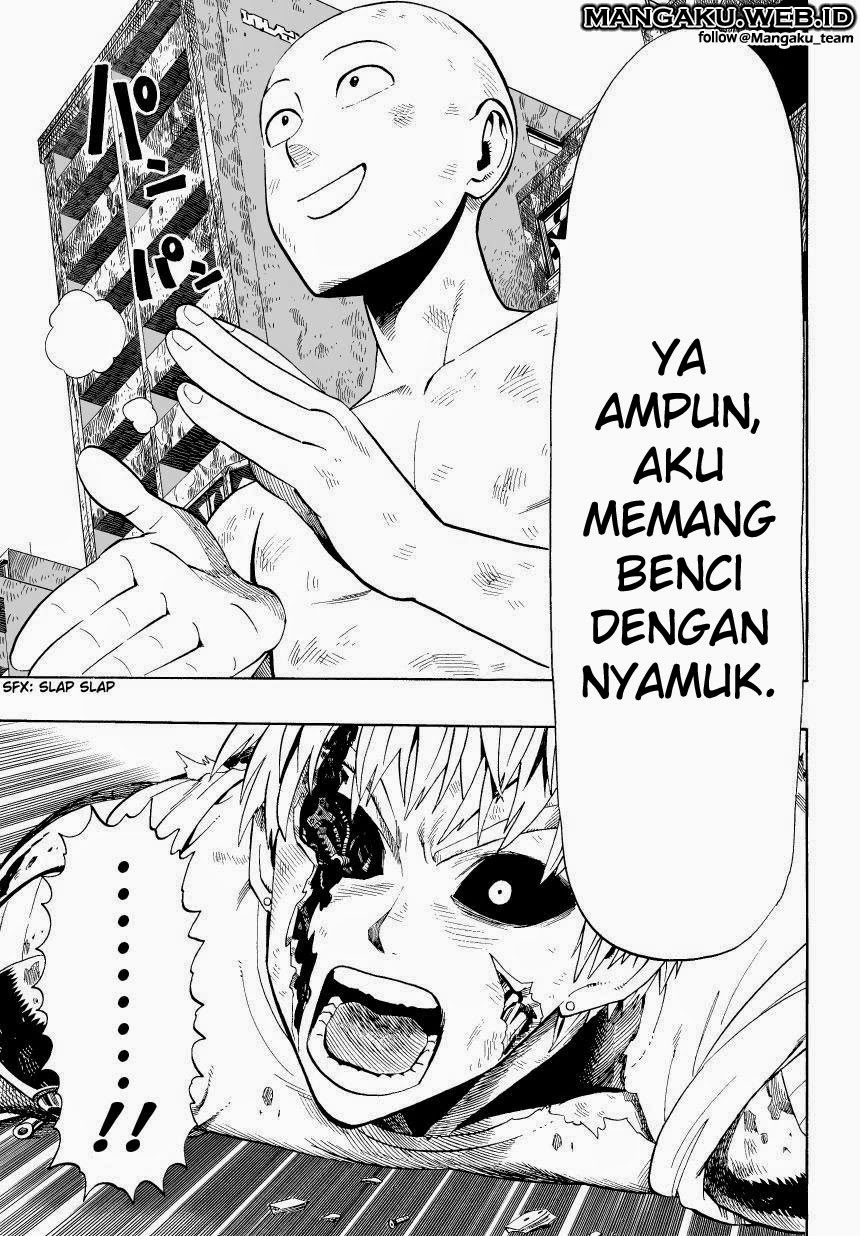 MANGAKU.WEB.ID
follow @Mangaku_team
YA
AMPUN,
AKU
MEMANG
BENCI
DENGAN
NYAMUK.
パン
パン
SFX: SLAP SLAP
........!!